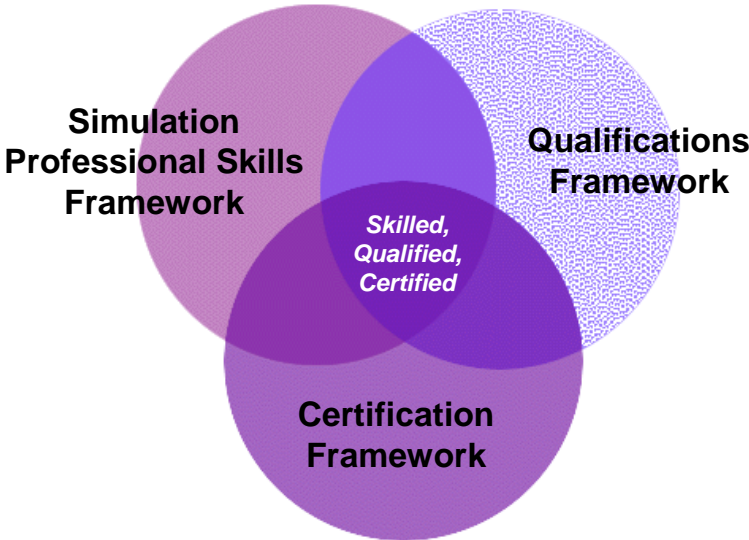 Simulation
Professional Skills
Framework
Qualifications
Framework
Skilled,
Qualified,
Certified
Certification
Framework